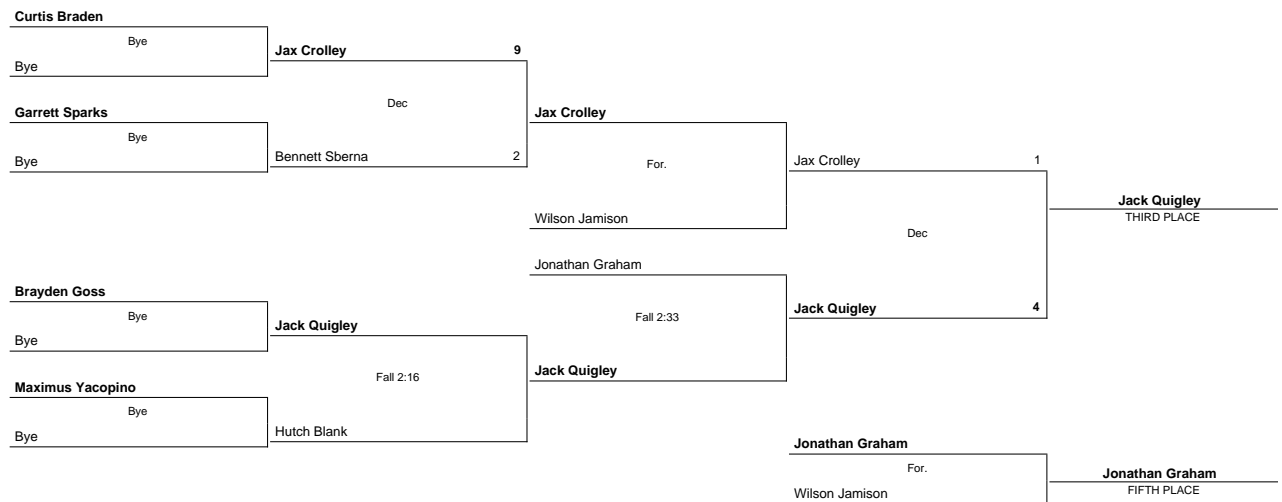 Curtis Braden
Bye
Bye
Jax Crolley 9
Dec
Garrett Sparks
Bye
Bye
Bennett Sberna 2
Jax Crolley
For.
Wilson Jamison
Jax Crolley 1
Dec
Jack Quigley
THIRD PLACE
Jonathan Graham
Fall 2:33
Jack Quigley 4
Brayden Goss
Bye
Bye
Jack Quigley
Fall 2:16
Jack Quigley
Maximus Yacopino
Bye
Bye
Hutch Blank
Jonathan Graham
For.
Wilson Jamison
Jonathan Graham
FIFTH PLACE